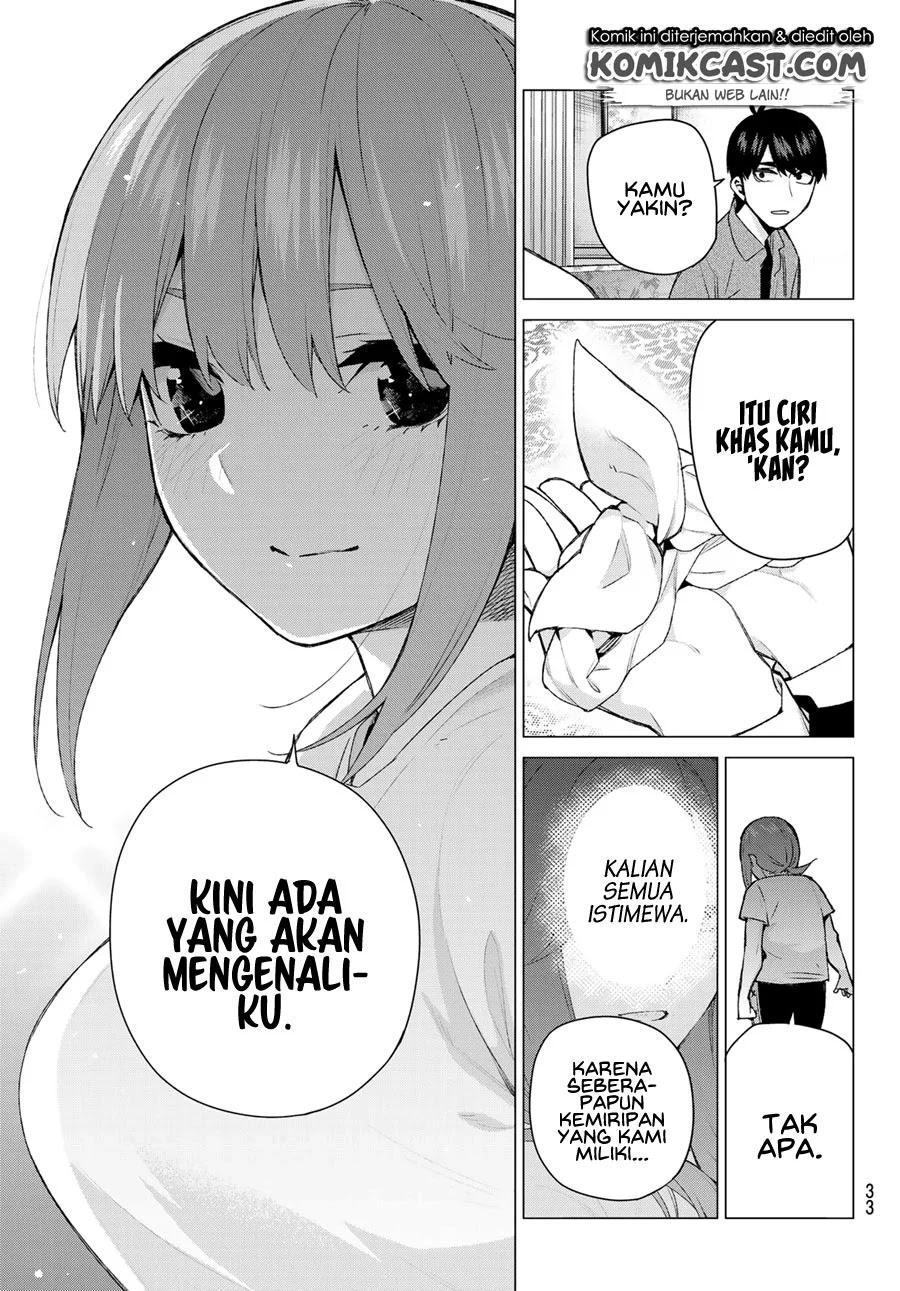 Komik ini diterjemahkan & diedit oleh
KOMIKCAST.COM
BUKAN WEB LAIN!!
KAMU
YAKIN?
ITU CIRI
KHAS KAMU,
'KAN?
TAK
APA.
KALIAN
SEMUA
ISTIMEWA.
KARENA
SEBERA-
PAPUN
KEMIRIPAN
YANG KAMI
MILIKI...
KINI ADA
YANG AKAN
MENGENALI-
KU.
33